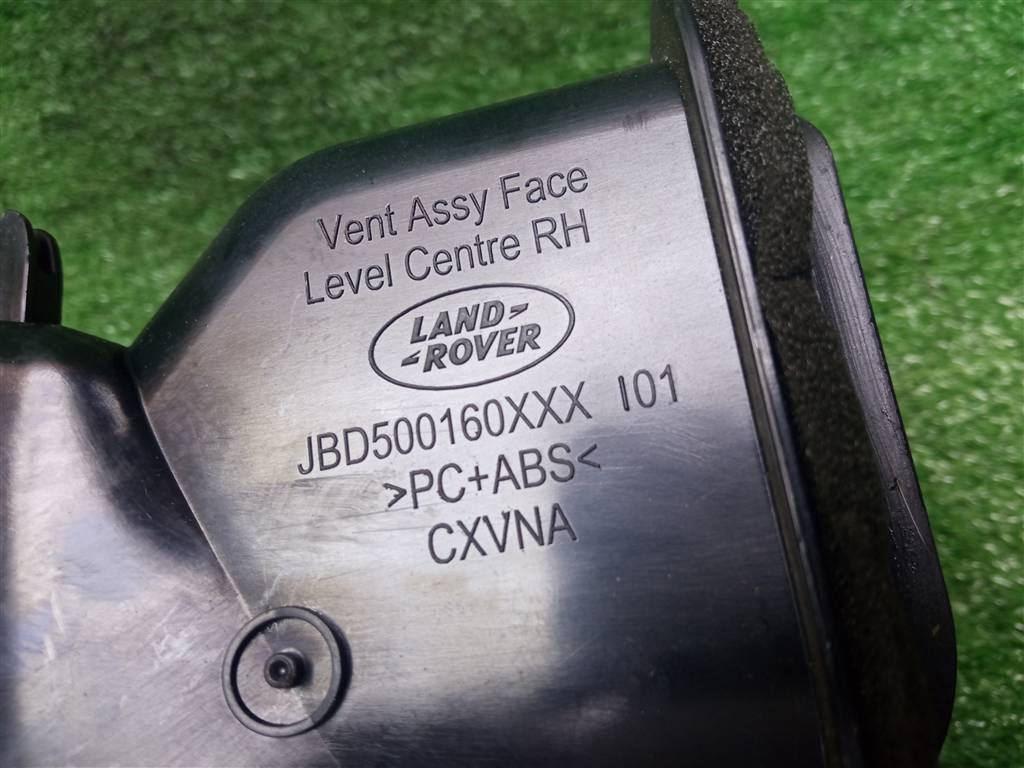 Vent Assy Face
Level Centre RH
LAND
ROVER
JBD500160XXX I01
>PC+ABS<
CXVNA